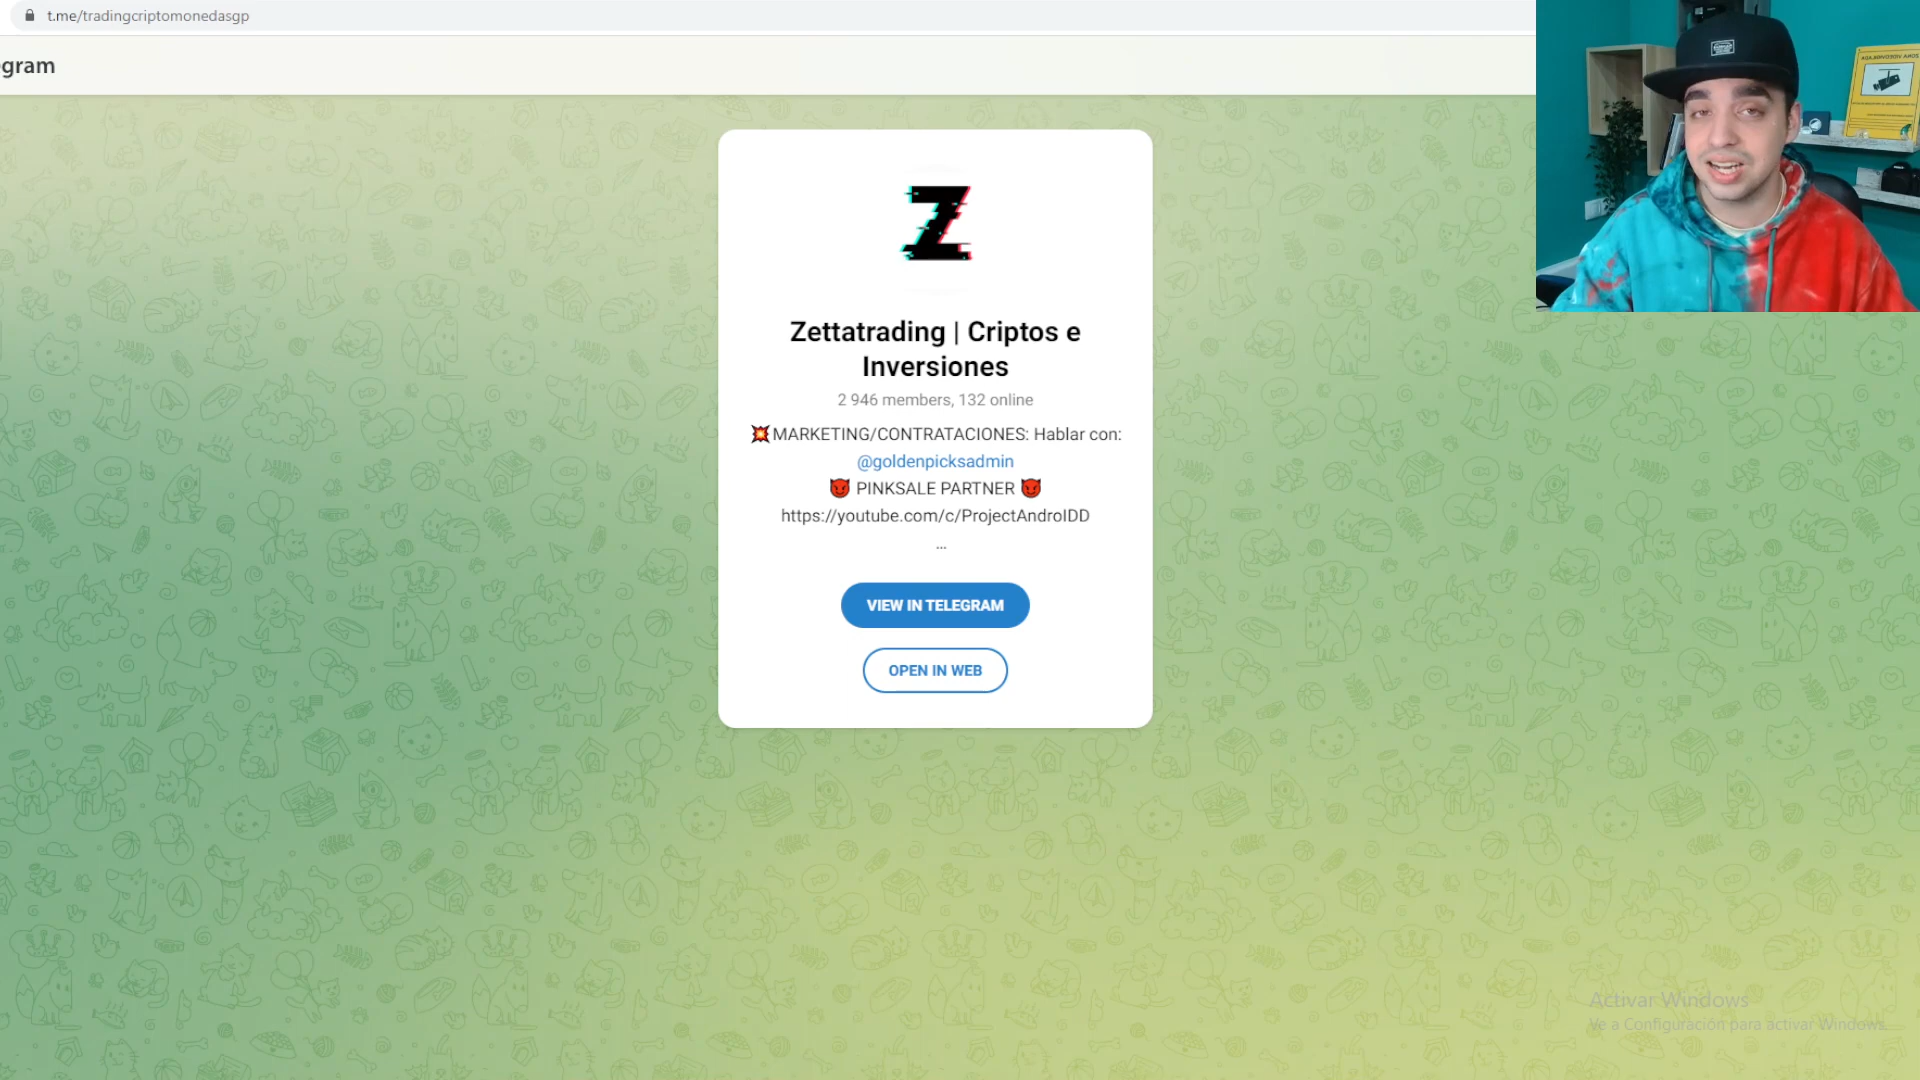 t.me/tradingcriptomonedasgp
gram
Z
Zettatrading | Criptos e
Inversiones
2 946 members, 132 online
💥MARKETING/CONTRATACIONES: Hablar con:
@goldenpicksadmin
😈 PINKSALE PARTNER 😈
https://youtube.com/c/ProjectAndroIDD
...
VIEW IN TELEGRAM
OPEN IN WEB
Activar Windows
Ve a Configuración para activar Windows.